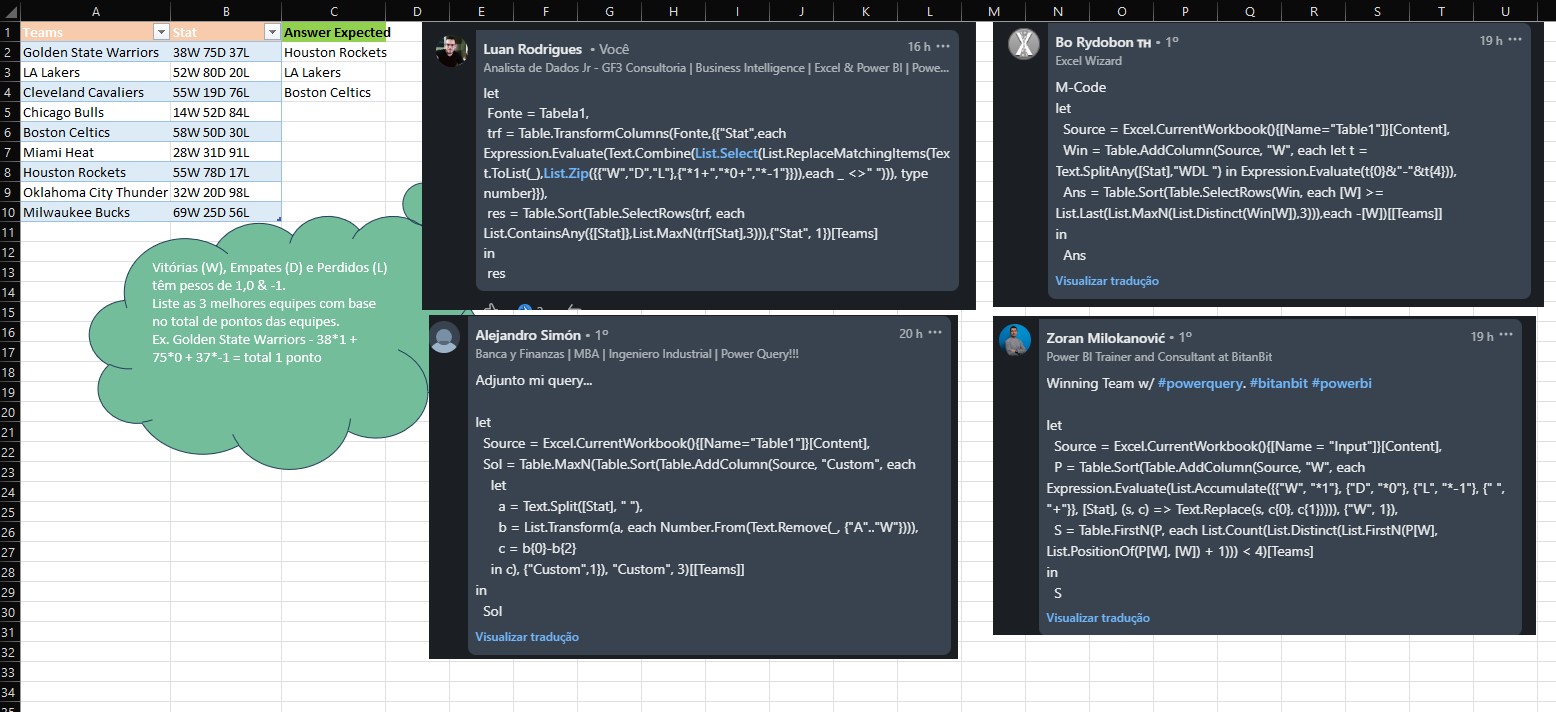 A B C D E F G H I J K L M N O P Q R S T U
1 Teams Stat Answer Expected
2 Golden State Warriors 38W 75D 37L Houston Rockets
3 LA Lakers 52W 80D 20L LA Lakers
4 Cleveland Cavaliers 55W 19D 76L Boston Celtics
5 Chicago Bulls 14W 52D 84L
6 Boston Celtics 58W 50D 30L
7 Miami Heat 28W 31D 91L
8 Houston Rockets 55W 78D 17L
9 Oklahoma City Thunder 32W 20D 98L
10 Milwaukee Bucks 69W 25D 56L
11
12
13
14
15
16
17
18
19
20
21
22
23
24
25
26
27
28
29
30
31
32
33
34
35
Vitórias (W), Empates (D) e Perdidos (L)
têm pesos de 1,0 & -1.
Liste as 3 melhores equipes com base
no total de pontos das equipes.
Ex. Golden State Warriors - 38*1 +
75*0 + 37*-1 = total 1 ponto
Luan Rodrigues • Você 16 h •••
Analista de Dados Jr - GF3 Consultoria | Business Intelligence | Excel & Power BI | Powe...
let
Fonte = Tabela1,
trf = Table.TransformColumns(Fonte,{{"Stat",each
Expression.Evaluate(Text.Combine(List.Select(List.ReplaceMatchingItems(Tex
t.ToList(_),List.Zip({{"W","D","L"},{"*1+","*0+","*-1"}})),each _ <>" "))), type
number}}),
res = Table.Sort(Table.SelectRows(trf, each
List.ContainsAny({[Stat]},List.MaxN(trf[Stat],3))),{"Stat", 1})[Teams]
in
res
Bo Rydobon TH • 1º 19 h •••
Excel Wizard
M-Code
let
Source = Excel.CurrentWorkbook(){[Name="Table1"]}[Content],
Win = Table.AddColumn(Source, "W", each let t =
Text.SplitAny([Stat],"WDL ") in Expression.Evaluate(t{0}&"-"&t{4})),
Ans = Table.Sort(Table.SelectRows(Win, each [W] >=
List.Last(List.MaxN(List.Distinct(Win[W]),3))),each -[W])[[Teams]]
in
Ans
Visualizar tradução
Alejandro Simón • 1º 20 h •••
Banca y Finanzas | MBA | Ingeniero Industrial | Power Query!!!
Adjunto mi query...
let
Source = Excel.CurrentWorkbook(){[Name="Table1"]}[Content],
Sol = Table.MaxN(Table.Sort(Table.AddColumn(Source, "Custom", each
let
a = Text.Split([Stat], " "),
b = List.Transform(a, each Number.From(Text.Remove(_, {"A".."W"}))),
c = b{0}-b{2}
in c), {"Custom",1}), "Custom", 3)[[Teams]]
in
Sol
Visualizar tradução
Zoran Milokanović • 1º 19 h •••
Power BI Trainer and Consultant at BitanBit
Winning Team w/ #powerquery. #bitanbit #powerbi
let
Source = Excel.CurrentWorkbook(){[Name = "Input"]}[Content],
P = Table.Sort(Table.AddColumn(Source, "W", each
Expression.Evaluate(List.Accumulate({{"W", "*1"}, {"D", "*0"}, {"L", "*-1"}, {" ",
"+"}}, [Stat], (s, c) => Text.Replace(s, c{0}, c{1})))), {"W", 1}),
S = Table.FirstN(P, each List.Count(List.Distinct(List.FirstN(P[W],
List.PositionOf(P[W], [W]) + 1))) < 4)[Teams]
in
S
Visualizar tradução